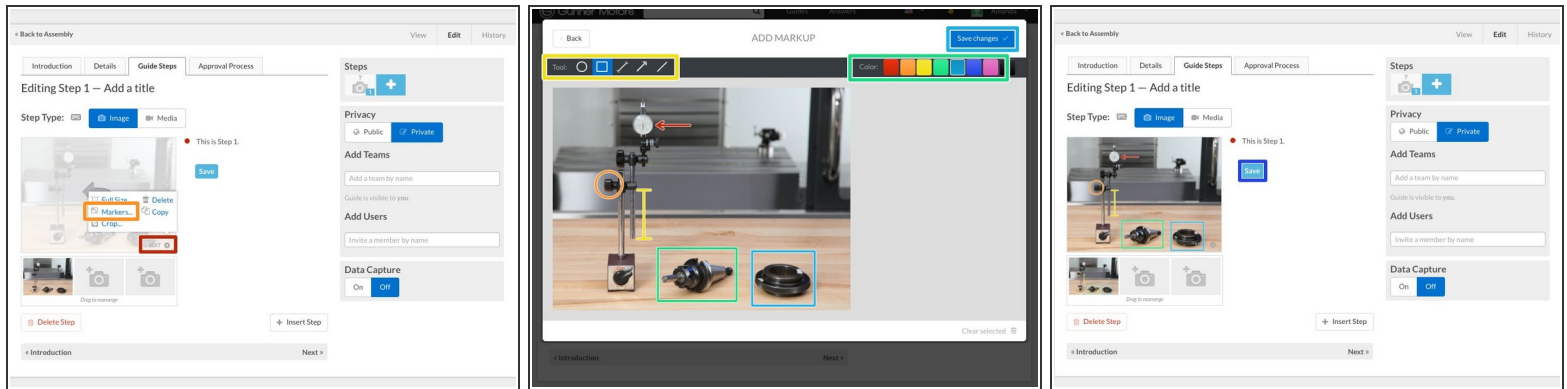 « Back to Assembly
View Edit History
Introduction Details Guide Steps Approval Process
Editing Step 1 — Add a title
Step Type: Image Media
This is Step 1.
Save
Full Size Delete
Markers... Copy
Crop...
Drag to rearrange
Delete Step
+ Insert Step
« Introduction Next »
Steps
1
Privacy
Public Private
Add Teams
Add a team by name
Guide is visible to you.
Add Users
Invite a member by name
Data Capture
On Off
Gunner Motors Guides Answers Amanda
Back ADD MARKUP Save changes
Tool: Color:
Clear selected
« Introduction Next »
« Back to Assembly
View Edit History
Introduction Details Guide Steps Approval Process
Editing Step 1 — Add a title
Step Type: Image Media
This is Step 1.
Save
Drag to rearrange
Delete Step
+ Insert Step
« Introduction Next »
Steps
1
Privacy
Public Private
Add Teams
Add a team by name
Guide is visible to you.
Add Users
Invite a member by name
Data Capture
On Off